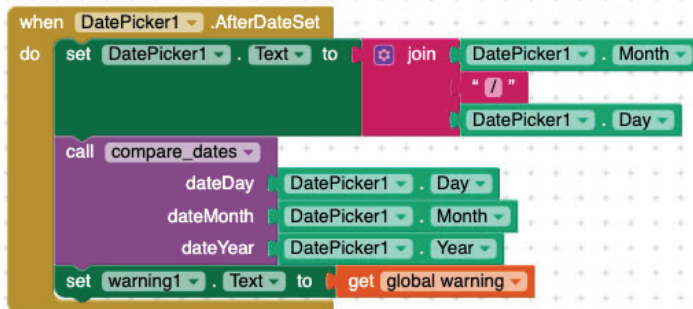 when DatePicker1 .AfterDateSet
do set DatePicker1 . Text to join DatePicker1 . Month
" / "
DatePicker1 . Day
call compare_dates
dateDay DatePicker1 . Day
dateMonth DatePicker1 . Month
dateYear DatePicker1 . Year
set warning1 . Text to get global warning